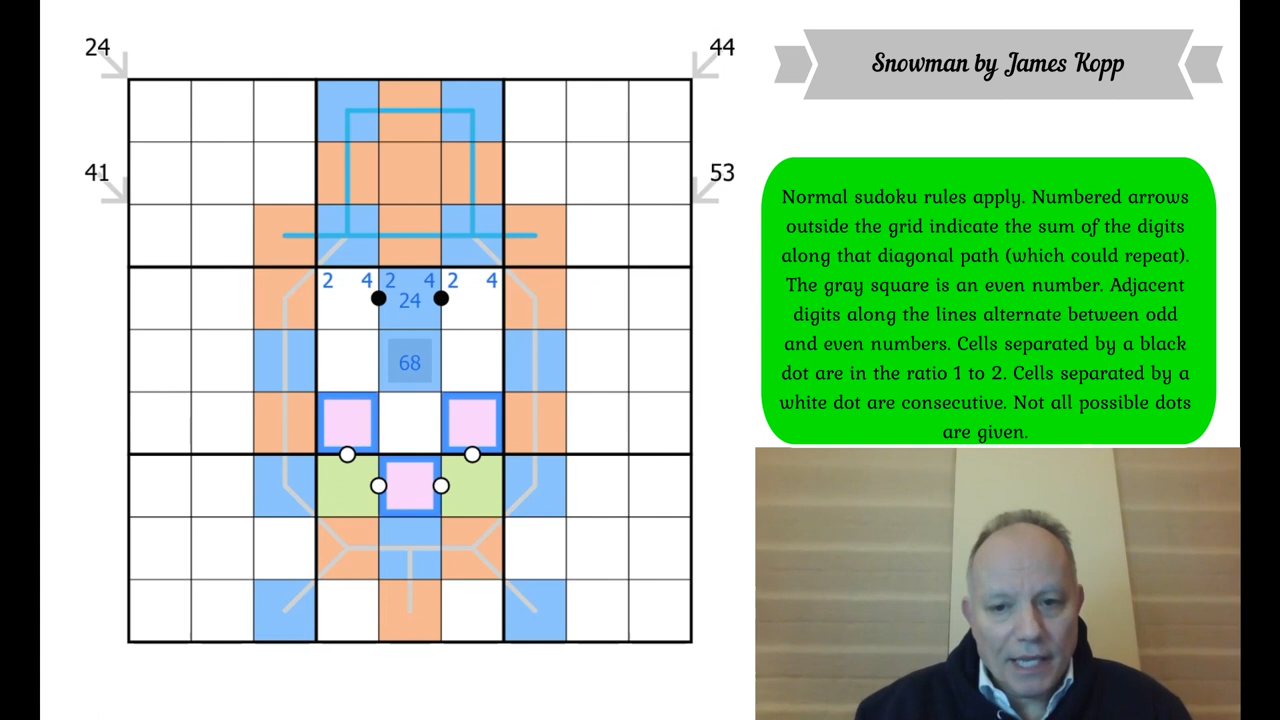 24
44
Snowman by James Kopp
41
53
Normal sudoku rules apply. Numbered arrows
outside the grid indicate the sum of the digits
along that diagonal path (which could repeat).
The gray square is an even number. Adjacent
digits along the lines alternate between odd
and even numbers. Cells separated by a black
dot are in the ratio 1 to 2. Cells separated by a
white dot are consecutive. Not all possible dots
are given.
2 4 2 4 2 4
24
68